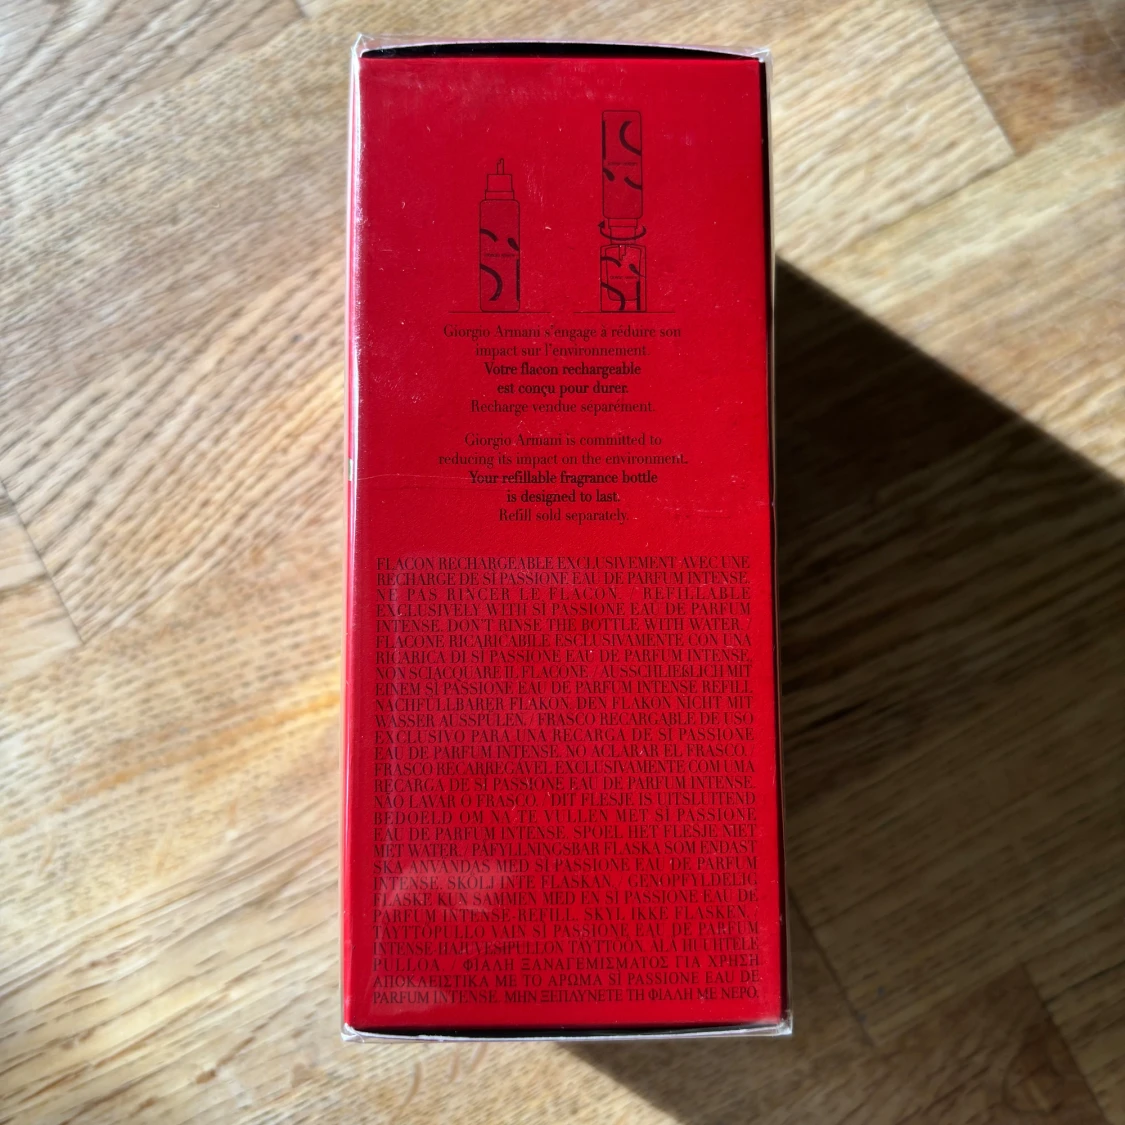 Giorgio Armani s'engage à réduire son
impact sur l'environnement.
Votre flacon rechargeable
est conçu pour durer.
Recharge vendue séparément.
Giorgio Armani is committed to
reducing its impact on the environment.
Your refillable fragrance bottle
is designed to last.
Refill sold separately.
FLACON RECHARGEABLE EXCLUSIVEMENT AVEC UNE
RECHARGE DE SÌ PASSIONE EAU DE PARFUM INTENSE.
NE PAS RINCER LE FLACON. / REFILLABLE
EXCLUSIVELY WITH SÌ PASSIONE EAU DE PARFUM
INTENSE. DON'T RINSE THE BOTTLE WITH WATER. /
FLACONE RICARICABILE ESCLUSIVAMENTE CON UNA
RICARICA DI SÌ PASSIONE EAU DE PARFUM INTENSE.
NON SCIACQUARE IL FLACONE / AUSSCHLIEßLICH MIT
EINEM SÌ PASSIONE EAU DE PARFUM INTENSE REFILL
NACHFÜLLBARER FLAKON. DEN FLAKON NICHT MIT
WASSER AUSSPÜLEN. / FRASCO RECARGABLE DE USO
EXCLUSIVO PARA UNA RECARGA DE SÌ PASSIONE
EAU DE PARFUM INTENSE. NO ACLARAR EL FRASCO. /
FRASCO RECARREGÁVEL EXCLUSIVAMENTE COM UMA
RECARGA DE SÌ PASSIONE EAU DE PARFUM INTENSE.
NÃO LAVAR O FRASCO. / DIT FLESJE IS UITSLUITEND
BEDOELD OM NA TE VULLEN MET SÌ PASSIONE
EAU DE PARFUM INTENSE. SPOEL HET FLESJE NIET
MET WATER. / PÅFYLLNINGSBAR FLASKA SOM ENDAST
SKA ANVÄNDAS MED SÌ PASSIONE EAU DE PARFUM
INTENSE. SKÖLJ INTE FLASKAN. / GENOPFYLDELIG
FLASKE KUN SAMMEN MED EN SÌ PASSIONE EAU DE
PARFUM INTENSE-REFILL. SKYL IKKE FLASKEN. /
TÄYTTÖPULLO VAIN SÌ PASSIONE EAU DE PARFUM
INTENSE-HAJUVESIPULLON TÄYTTÖÖN. ÄLÄ HUUHTELE
PULLOA. / ΦΙΑΛΗ ΞΑΝΑΓΕΜΙΣΜΑΤΟΣ ΓΙΑ ΧΡΗΣΗ
ΑΠΟΚΛΕΙΣΤΙΚΑ ΜΕ ΤΟ ΑΡΩΜΑ SÌ PASSIONE EAU DE
PARFUM INTENSE. ΜΗΝ ΞΕΠΛΥΝΕΤΕ ΤΗ ΦΙΑΛΗ ΜΕ ΝΕΡΟ.